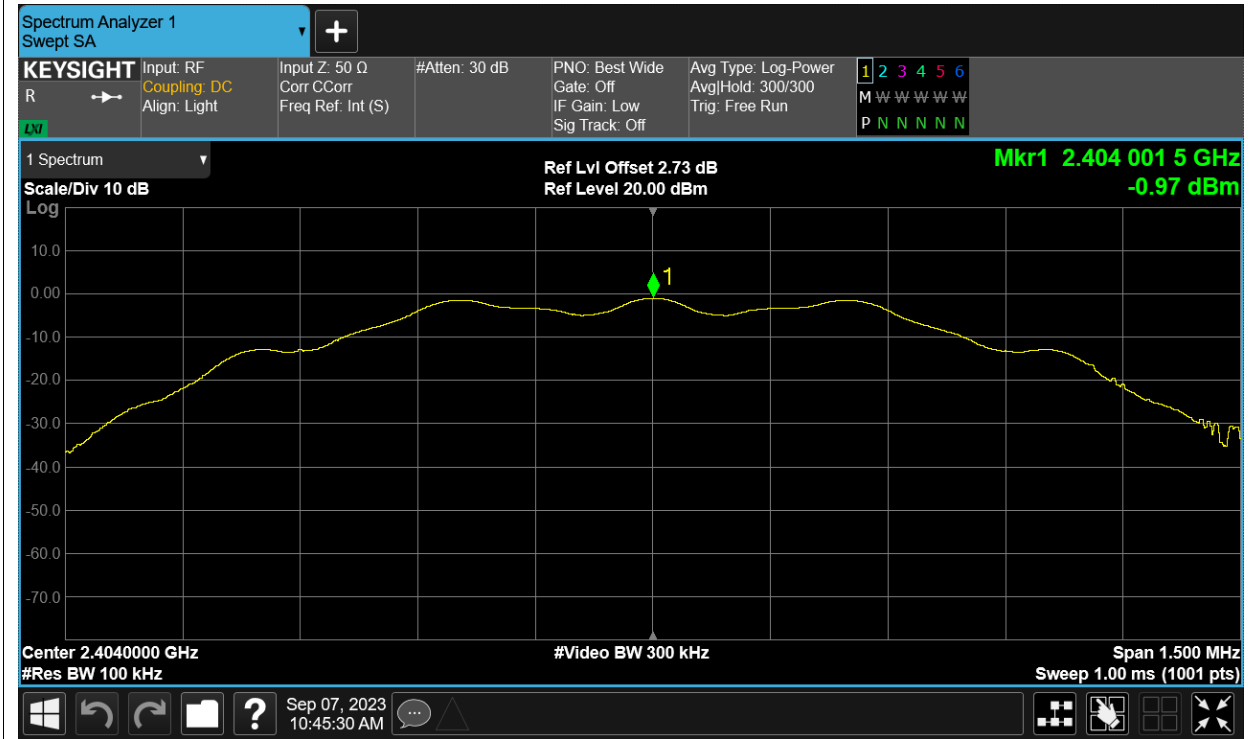 Spectrum Analyzer 1
Swept SA
KEYSIGHT
R
LXI
Input: RF
Coupling: DC
Align: Light
Input Z: 50 Ω
Corr CCorr
Freq Ref: Int (S)
#Atten: 30 dB
PNO: Best Wide
Gate: Off
IF Gain: Low
Sig Track: Off
Avg Type: Log-Power
Avg|Hold: 300/300
Trig: Free Run
1 2 3 4 5 6
M W W W W W
P N N N N N
1 Spectrum
Scale/Div 10 dB
Log
Ref Lvl Offset 2.73 dB
Ref Level 20.00 dBm
Mkr1 2.404 001 5 GHz
-0.97 dBm
10.0
0.00
-10.0
-20.0
-30.0
-40.0
-50.0
-60.0
-70.0
1
Center 2.4040000 GHz
#Res BW 100 kHz
#Video BW 300 kHz
Span 1.500 MHz
Sweep 1.00 ms (1001 pts)
?
Sep 07, 2023
10:45:30 AM